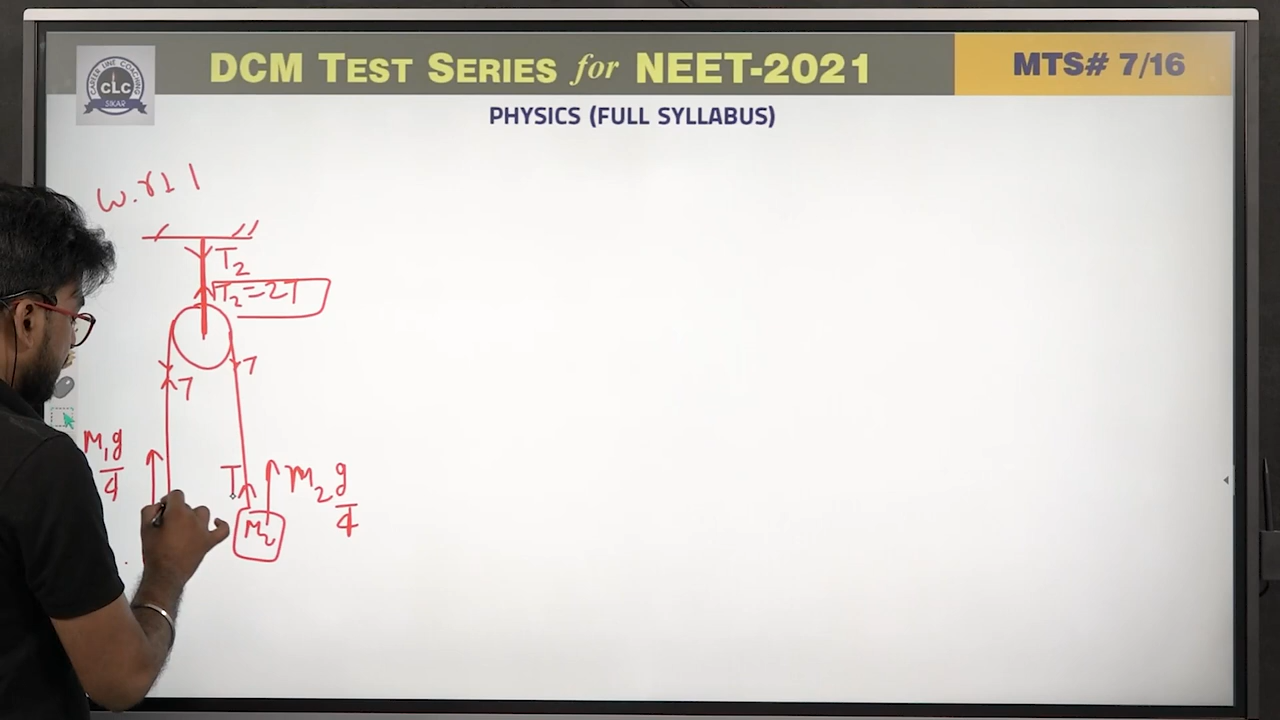 DCM TEST SERIES for NEET-2021
MTS# 7/16
CAREER LINE COACHING
CLC
SIKAR
PHYSICS (FULL SYLLABUS)
w.r.t
T₂
T₂=2T
T
T
M₁g/4
T
M₂g/4
M₂